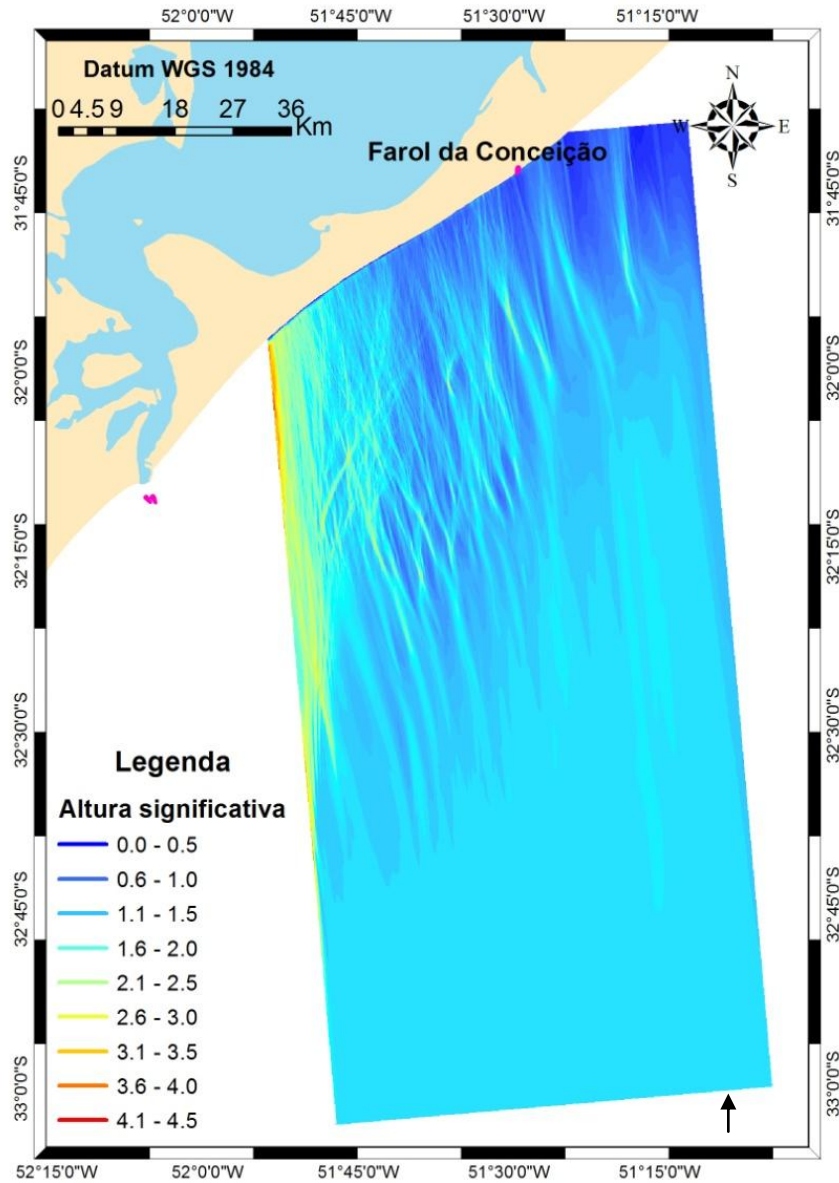 52°0'0"W 51°45'0"W 51°30'0"W 51°15'0"W
Datum WGS 1984
0 4.5 9 18 27 36
Km
N
W E
S
Farol da Conceição
31°45'0"S 31°45'0"S
32°0'0"S 32°0'0"S
32°15'0"S 32°15'0"S
32°30'0"S 32°30'0"S
Legenda
Altura significativa
0.0 - 0.5
0.6 - 1.0
1.1 - 1.5
32°45'0"S 32°45'0"S
1.6 - 2.0
2.1 - 2.5
2.6 - 3.0
3.1 - 3.5
33°0'0"S 33°0'0"S
3.6 - 4.0
4.1 - 4.5
52°15'0"W 52°0'0"W 51°45'0"W 51°30'0"W 51°15'0"W